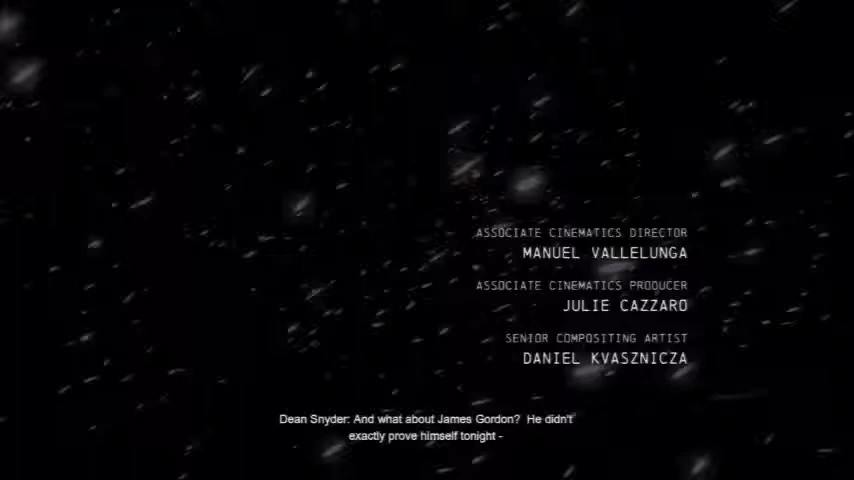 ASSOCIATE CINEMATICS DIRECTOR
MANUEL VALLELUNGA
ASSOCIATE CINEMATICS PRODUCER
JULIE CAZZARO
SENIOR COMPOSITING ARTIST
DANIEL KVASZNICZA
Dean Snyder: And what about James Gordon?  He didn't
exactly prove himself tonight -